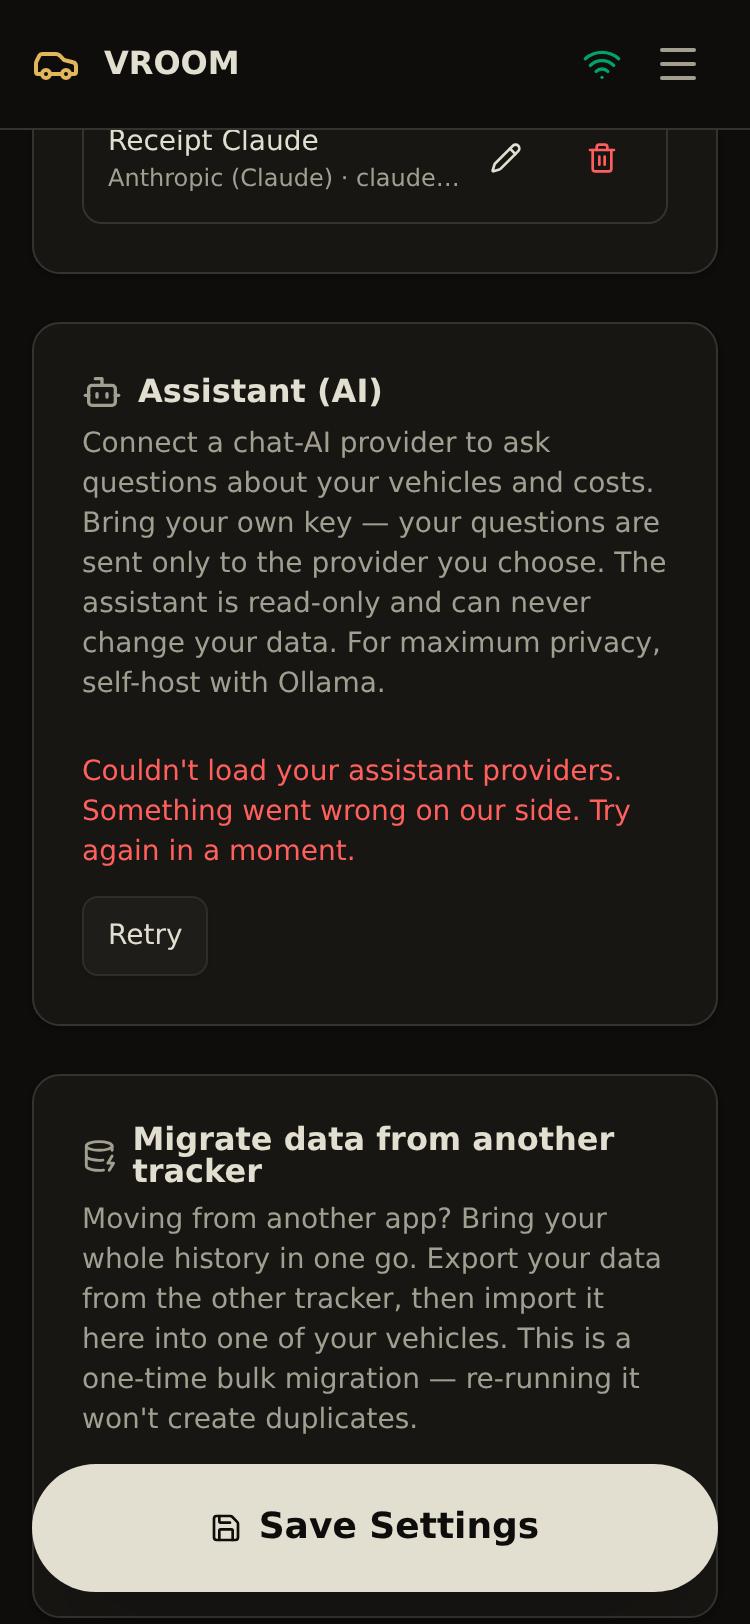 VROOM
Receipt Claude
Anthropic (Claude) · claude...
Assistant (AI)
Connect a chat-AI provider to ask
questions about your vehicles and costs.
Bring your own key — your questions are
sent only to the provider you choose. The
assistant is read-only and can never
change your data. For maximum privacy,
self-host with Ollama.
Couldn't load your assistant providers.
Something went wrong on our side. Try
again in a moment.
Retry
Migrate data from another
tracker
Moving from another app? Bring your
whole history in one go. Export your data
from the other tracker, then import it
here into one of your vehicles. This is a
one-time bulk migration — re-running it
won't create duplicates.
Save Settings